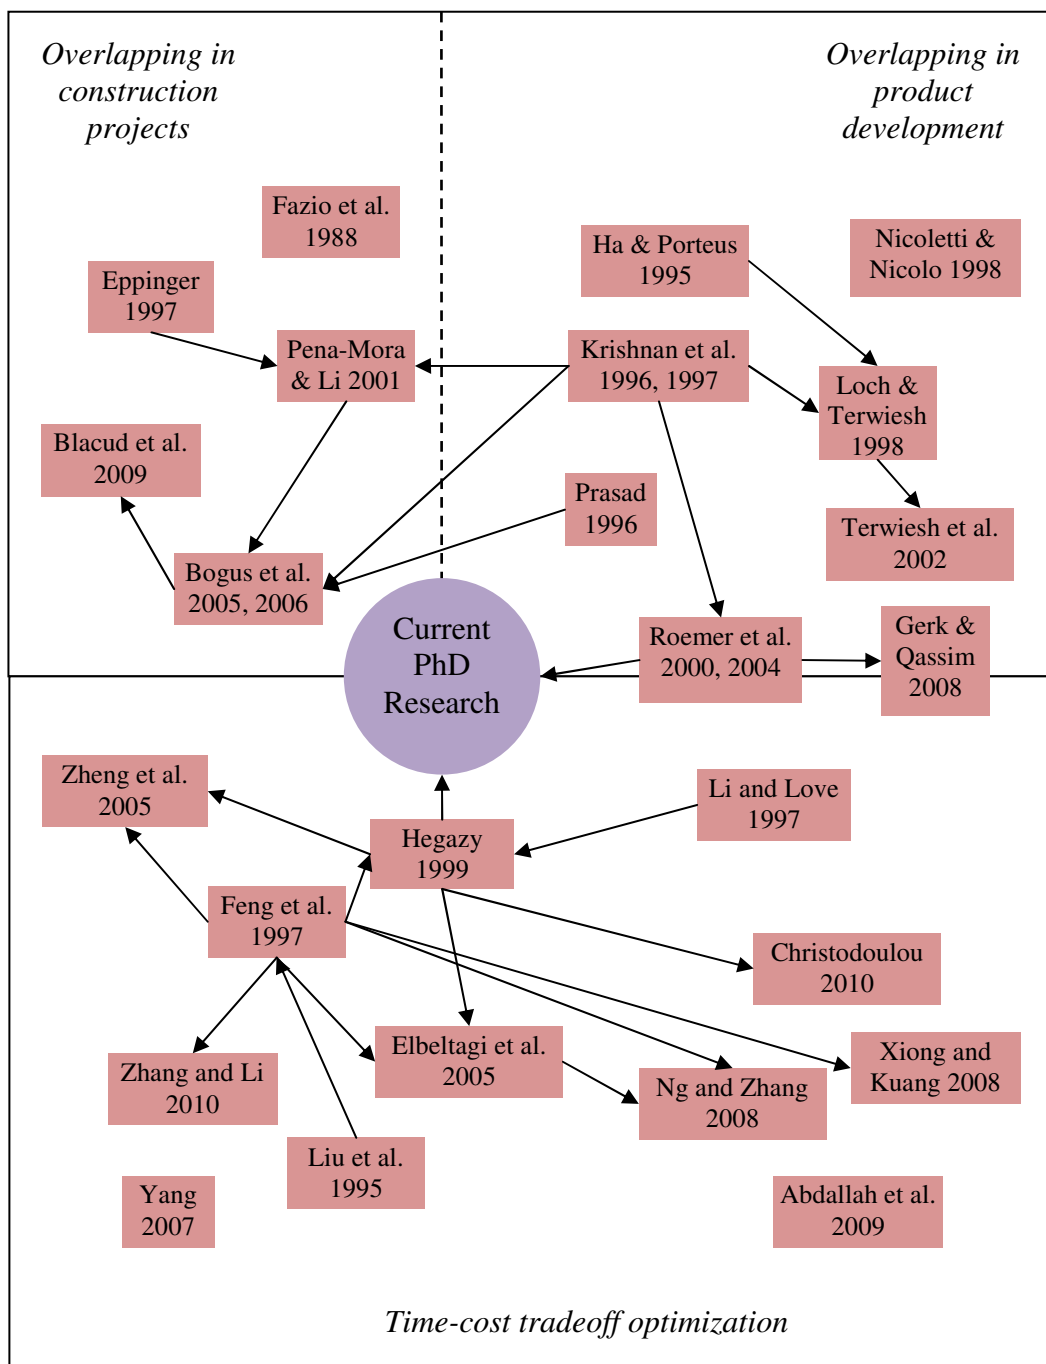 Overlapping in
construction
projects
Overlapping in
product
development
Fazio et al.
1988
Ha & Porteus
1995
Nicoletti &
Nicolo 1998
Eppinger
1997
Pena-Mora
& Li 2001
Krishnan et al.
1996, 1997
Loch &
Terwiesh
1998
Blacud et al.
2009
Prasad
1996
Terwiesh et al.
2002
Bogus et al.
2005, 2006
Current
PhD
Research
Roemer et al.
2000, 2004
Gerk &
Qassim
2008
Zheng et al.
2005
Li and Love
1997
Hegazy
1999
Feng et al.
1997
Christodoulou
2010
Elbeltagi et al.
2005
Xiong and
Kuang 2008
Zhang and Li
2010
Ng and Zhang
2008
Liu et al.
1995
Yang
2007
Abdallah et al.
2009
Time-cost tradeoff optimization